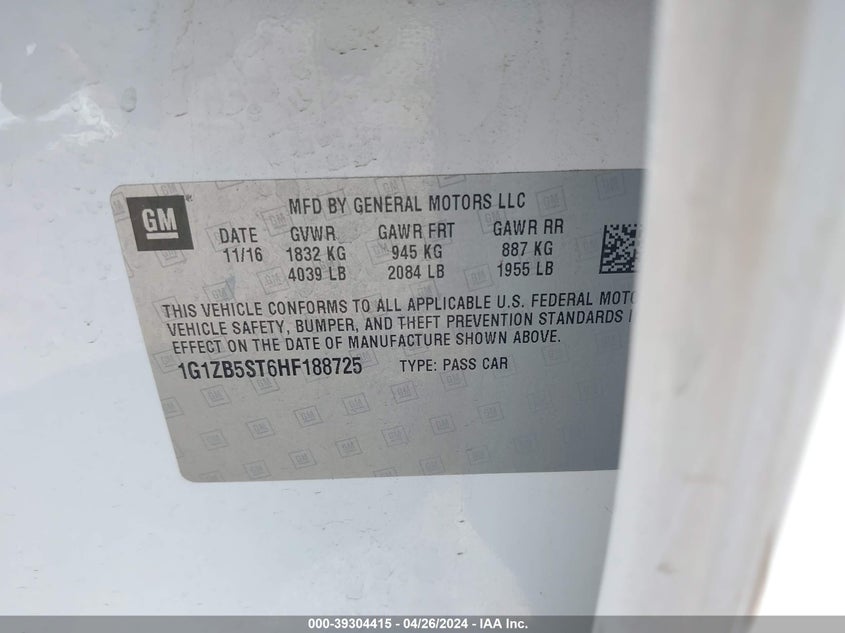 GM
MFD BY GENERAL MOTORS LLC
DATE GVWR GAWR FRT GAWR RR
11/16 1832 KG 945 KG 887 KG
4039 LB 2084 LB 1955 LB
THIS VEHICLE CONFORMS TO ALL APPLICABLE U.S. FEDERAL MOTO
VEHICLE SAFETY, BUMPER, AND THEFT PREVENTION STANDARDS I
EFFECT ON THE DATE OF MANUFACTURE SHOWN ABOVE.
1G1ZB5ST6HF188725 TYPE: PASS CAR
000-39304415 - 04/26/2024 - IAA Inc.